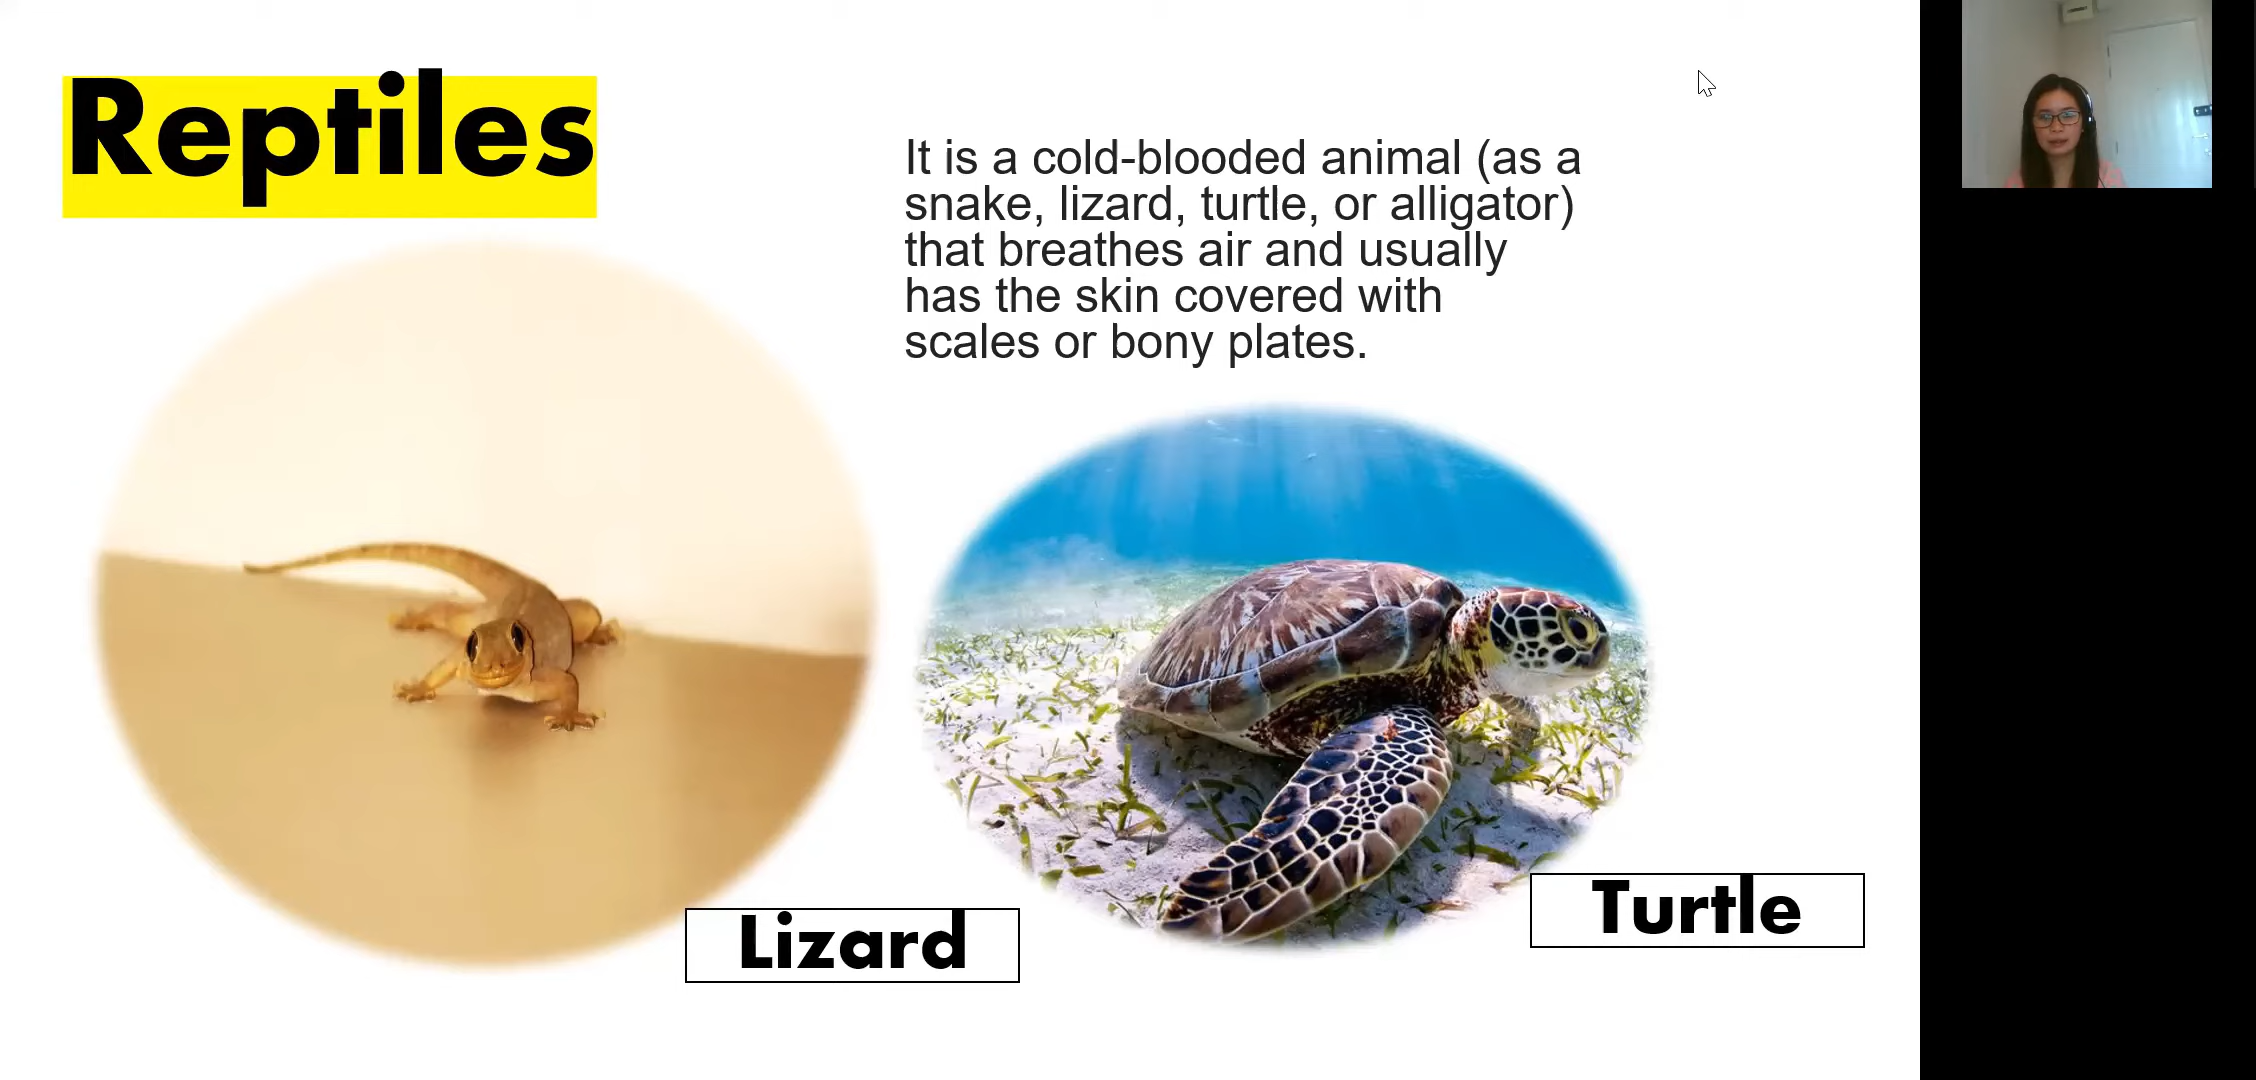 Reptiles
It is a cold-blooded animal (as a
snake, lizard, turtle, or alligator)
that breathes air and usually
has the skin covered with
scales or bony plates.
Lizard
Turtle